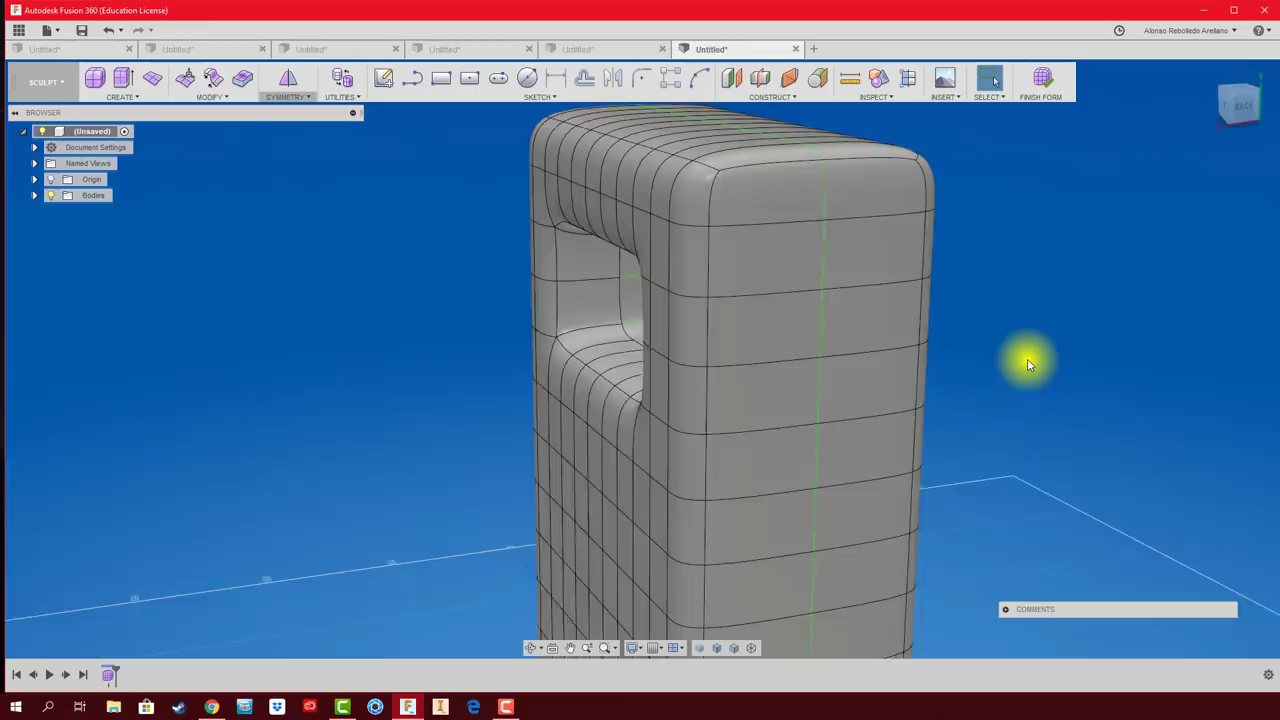 Autodesk Fusion 360 (Education License)
Alonso Rebolledo Arellano
Untitled*
Untitled*
Untitled*
Untitled*
Untitled*
Untitled*
SCULPT
CREATE
MODIFY
SYMMETRY
UTILITIES
SKETCH
CONSTRUCT
INSPECT
INSERT
SELECT
FINISH FORM
BROWSER
(Unsaved)
Document Settings
Named Views
Origin
Bodies
BACK
COMMENTS